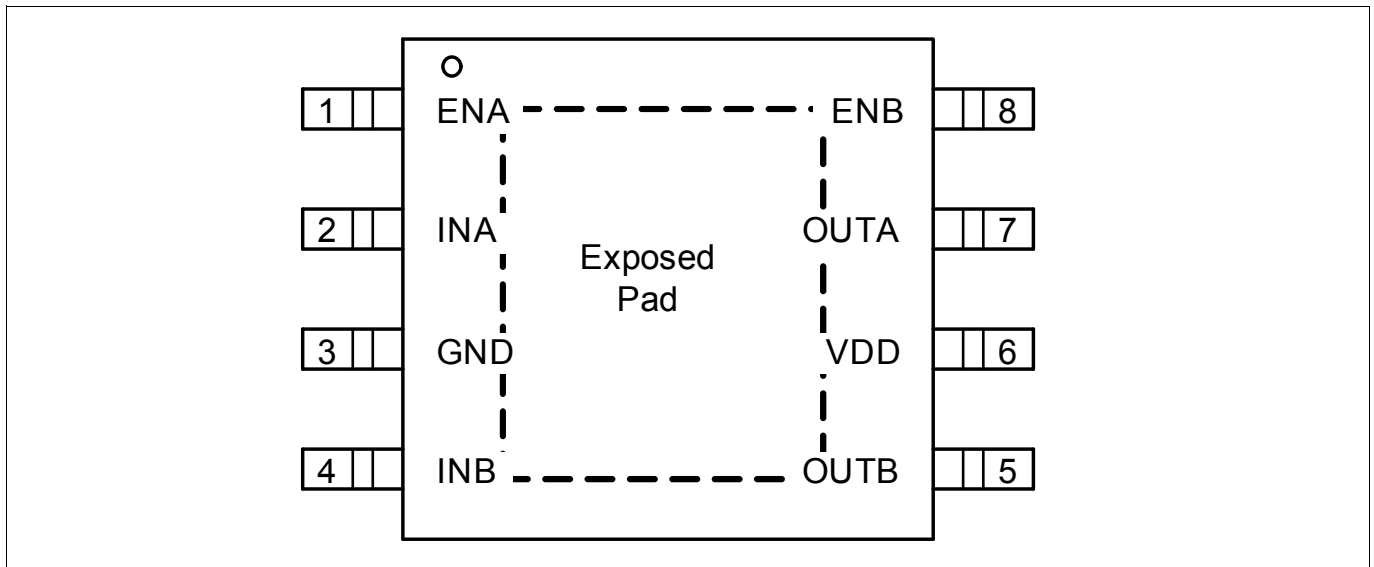 1 ENA ENB 8
2 INA OUTA 7
Exposed
Pad
3 GND VDD 6
4 INB OUTB 5